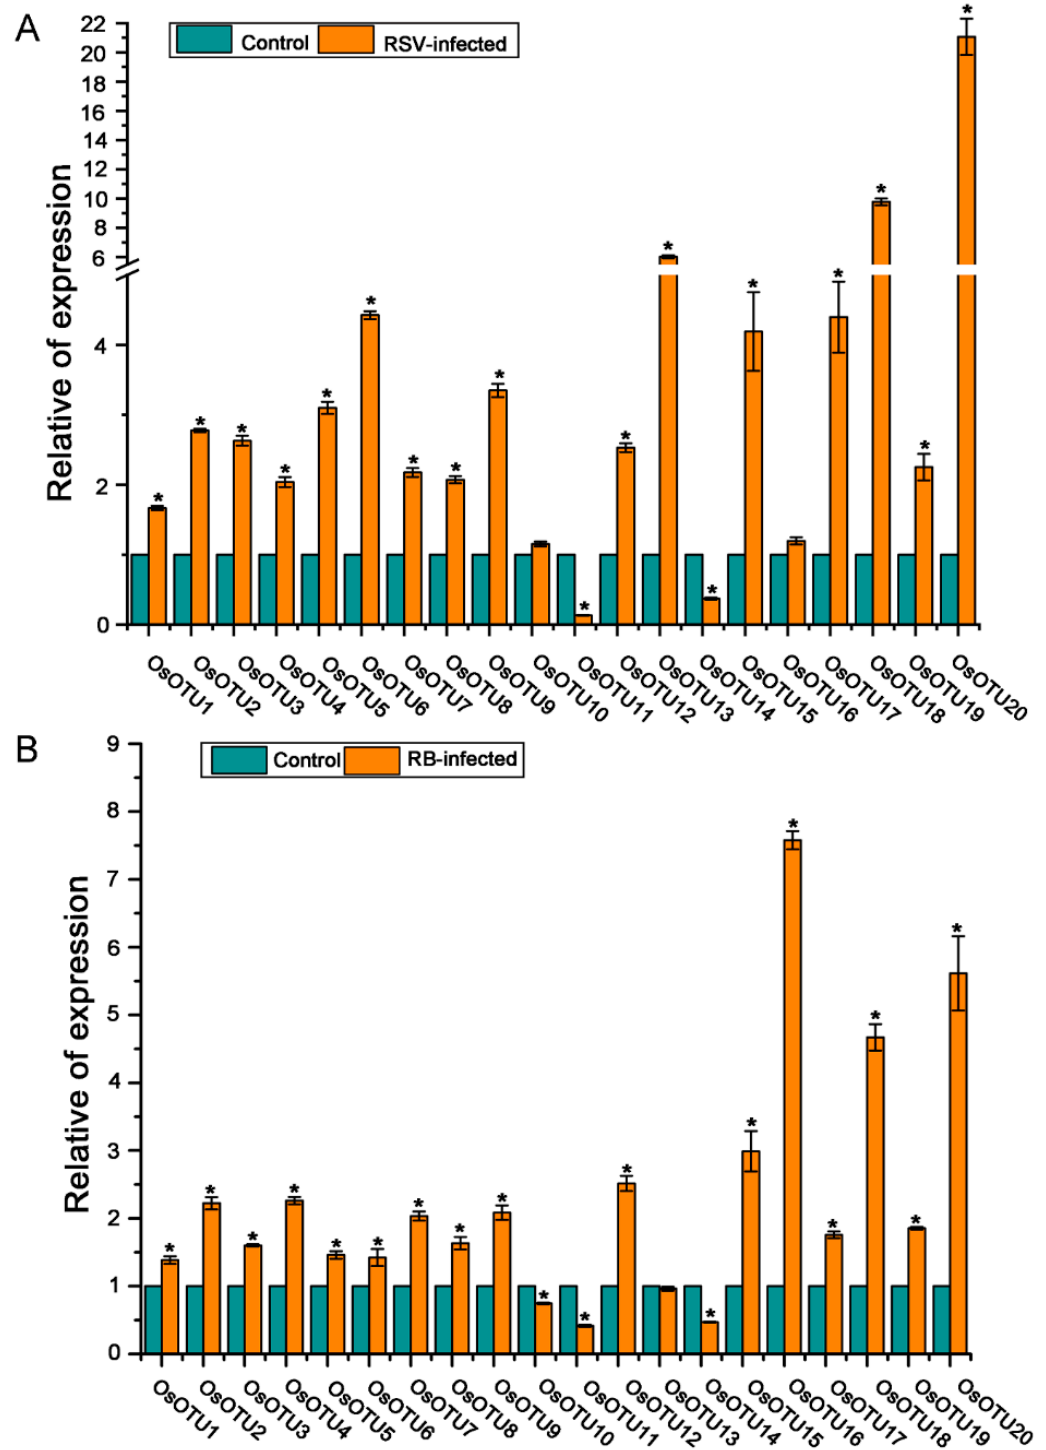 A
Control RSV-infected
Relative of expression
22
20
18
16
14
12
10
8
6
4
2
0
* * * * * * * * * * * * * * * * * *
OsOTU1 OsOTU2 OsOTU3 OsOTU4 OsOTU5 OsOTU6 OsOTU7 OsOTU8 OsOTU9 OsOTU10 OsOTU11 OsOTU12 OsOTU13 OsOTU14 OsOTU15 OsOTU16 OsOTU17 OsOTU18 OsOTU19 OsOTU20
B
Control RB-infected
Relative of expression
9
8
7
6
5
4
3
2
1
0
* * * * * * * * * * * * * * * * * * *
OsOTU1 OsOTU2 OsOTU3 OsOTU4 OsOTU5 OsOTU6 OsOTU7 OsOTU8 OsOTU9 OsOTU10 OsOTU11 OsOTU12 OsOTU13 OsOTU14 OsOTU15 OsOTU16 OsOTU17 OsOTU18 OsOTU19 OsOTU20